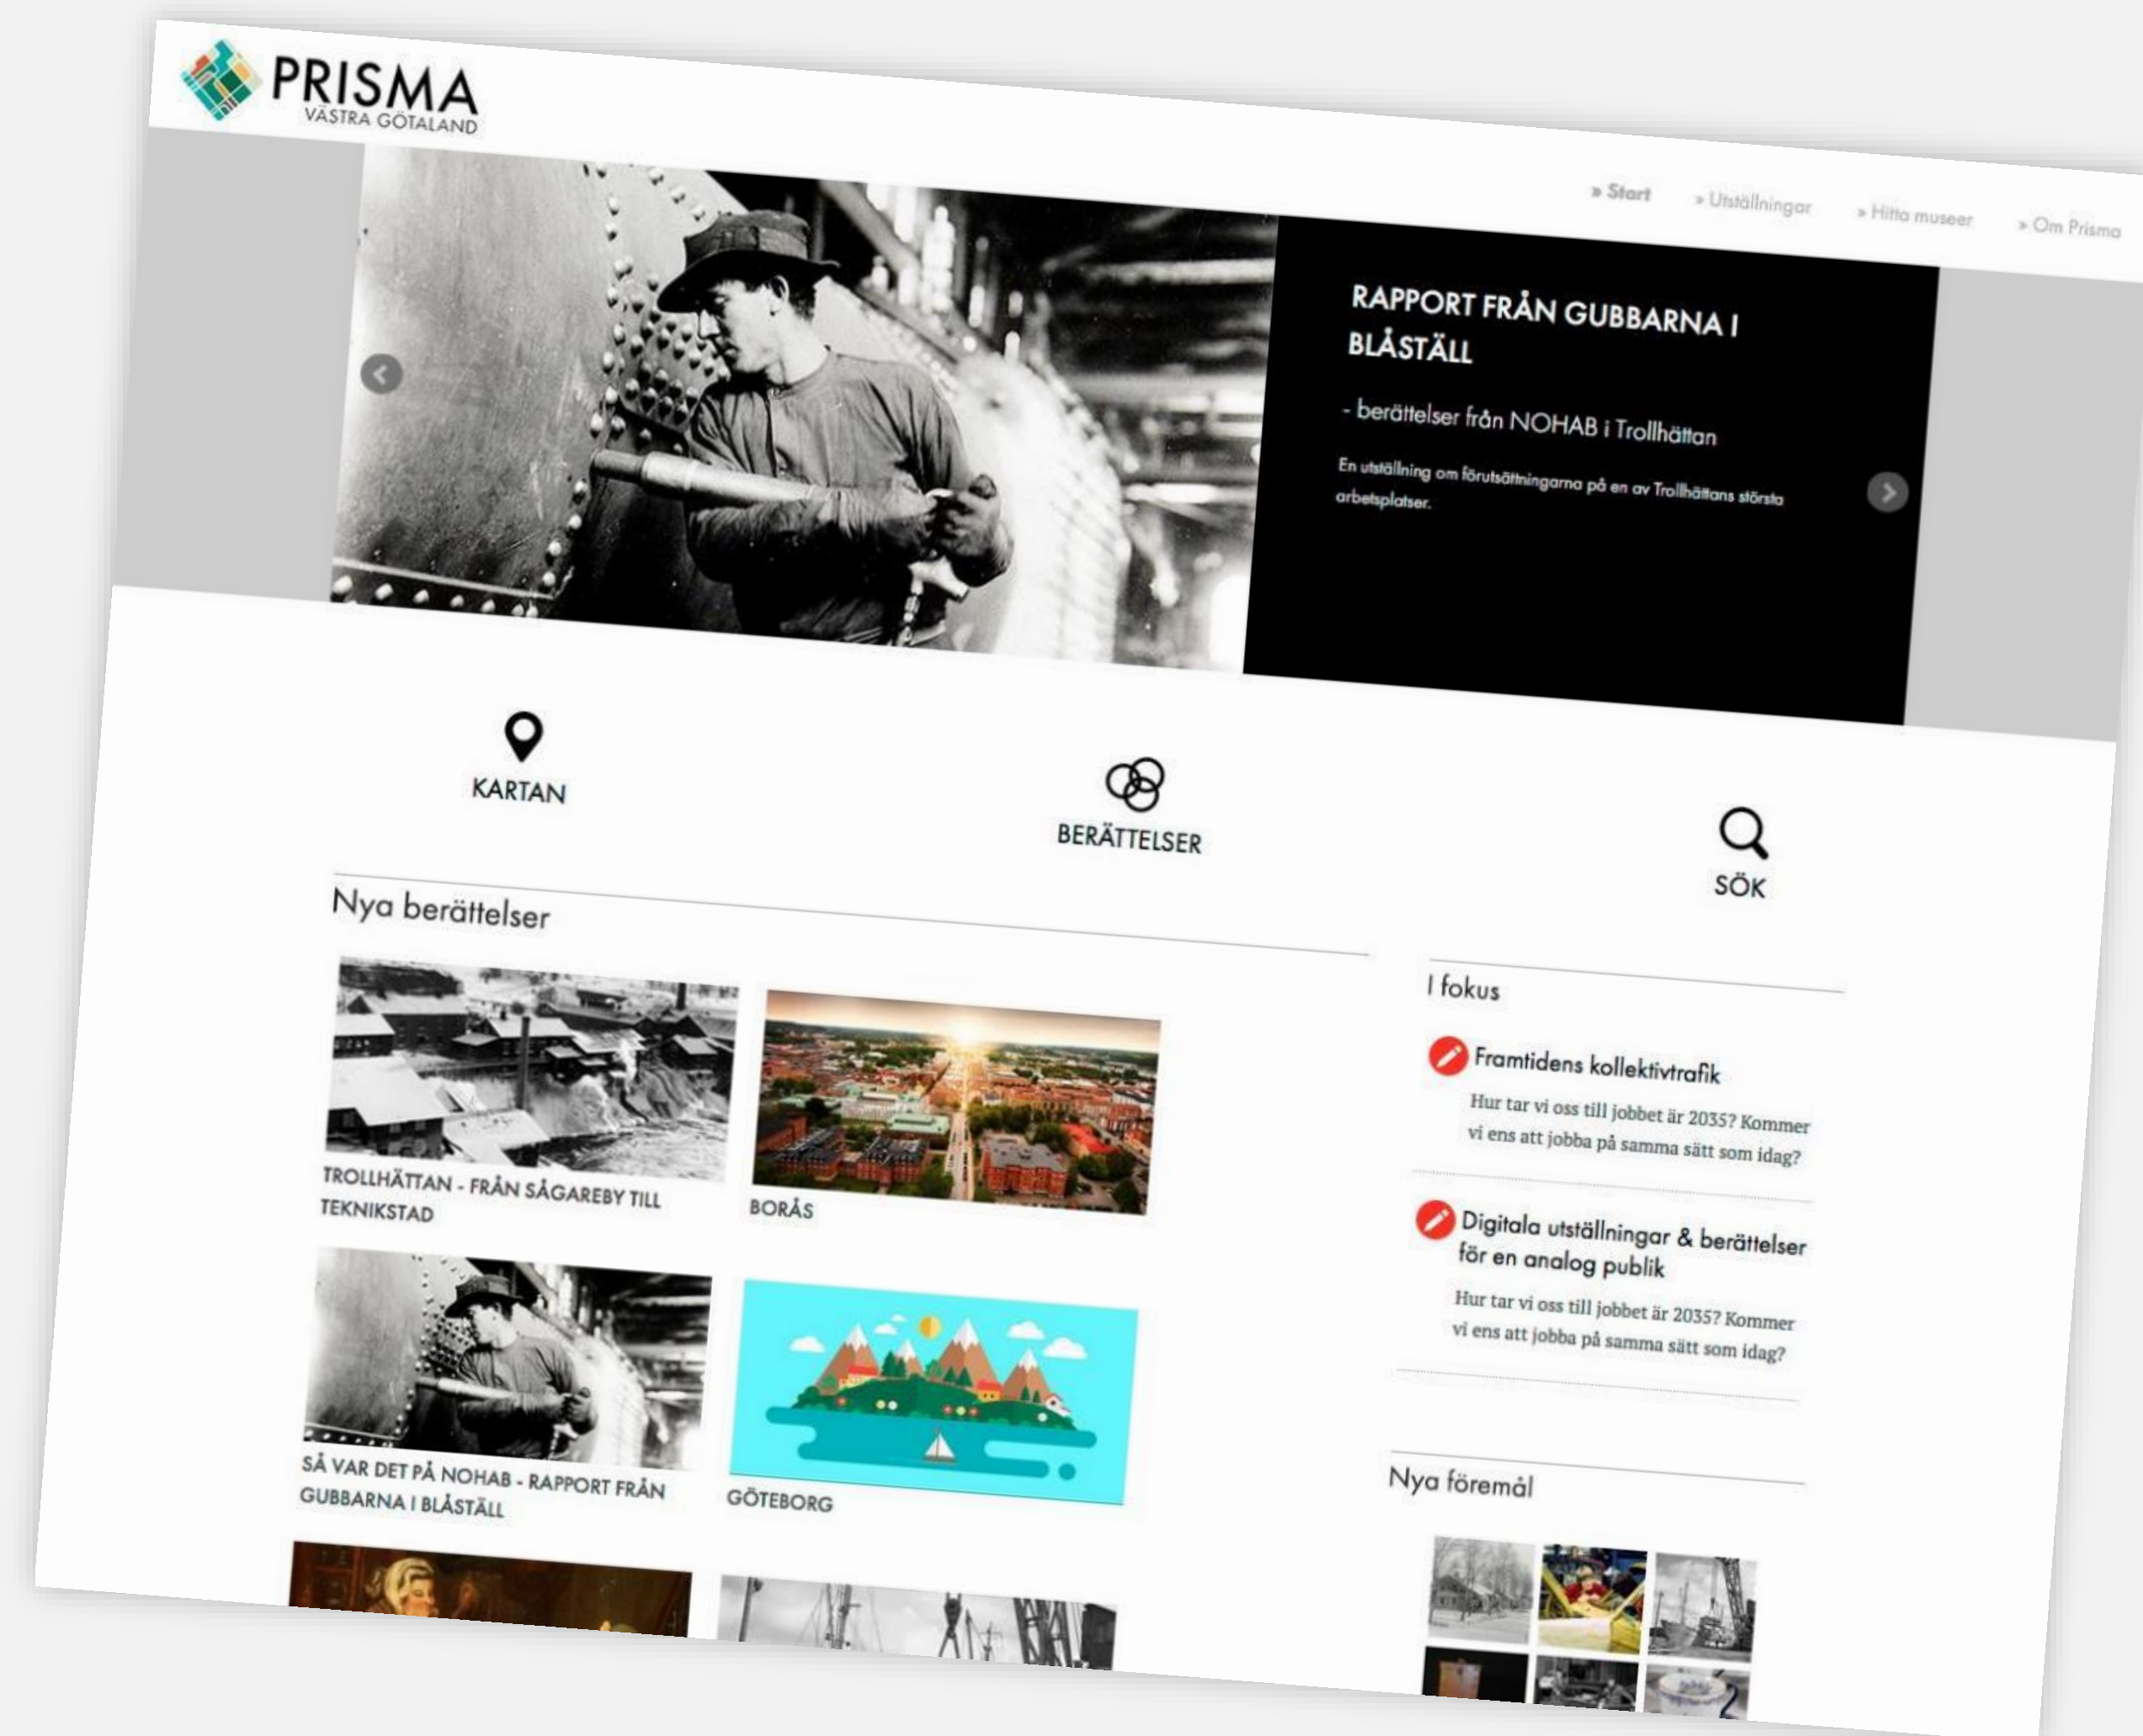 PRISMA
VÄSTRA GÖTALAND
» Start
» Utställningar
» Hitta museer
» Om Prisma
RAPPORT FRÅN GUBBARNA I
BLÅSTÄLL
- berättelser från NOHAB i Trollhättan
En utställning om förutsättningarna på en av Trollhättans största
arbetsplatser.
KARTAN
BERÄTTELSER
SÖK
Nya berättelser
TROLLHÄTTAN - FRÅN SÅGAREBY TILL
TEKNIKSTAD
BORÅS
SÅ VAR DET PÅ NOHAB - RAPPORT FRÅN
GUBBARNA I BLÅSTÄLL
GÖTEBORG
I fokus
Framtidens kollektivtrafik
Hur tar vi oss till jobbet är 2035? Kommer
vi ens att jobba på samma sätt som idag?
Digitala utställningar & berättelser
för en analog publik
Hur tar vi oss till jobbet är 2035? Kommer
vi ens att jobba på samma sätt som idag?
Nya föremål